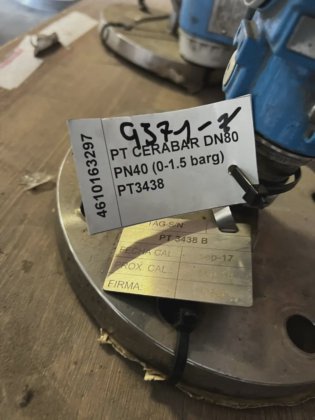 9371-x
4610163297
PT CERABAR DN80
PN40 (0-1.5 barg)
PT3438
TAG S/N:
PT 3438 B
FECHA CAL.
PROX. CAL.
FIRMA: